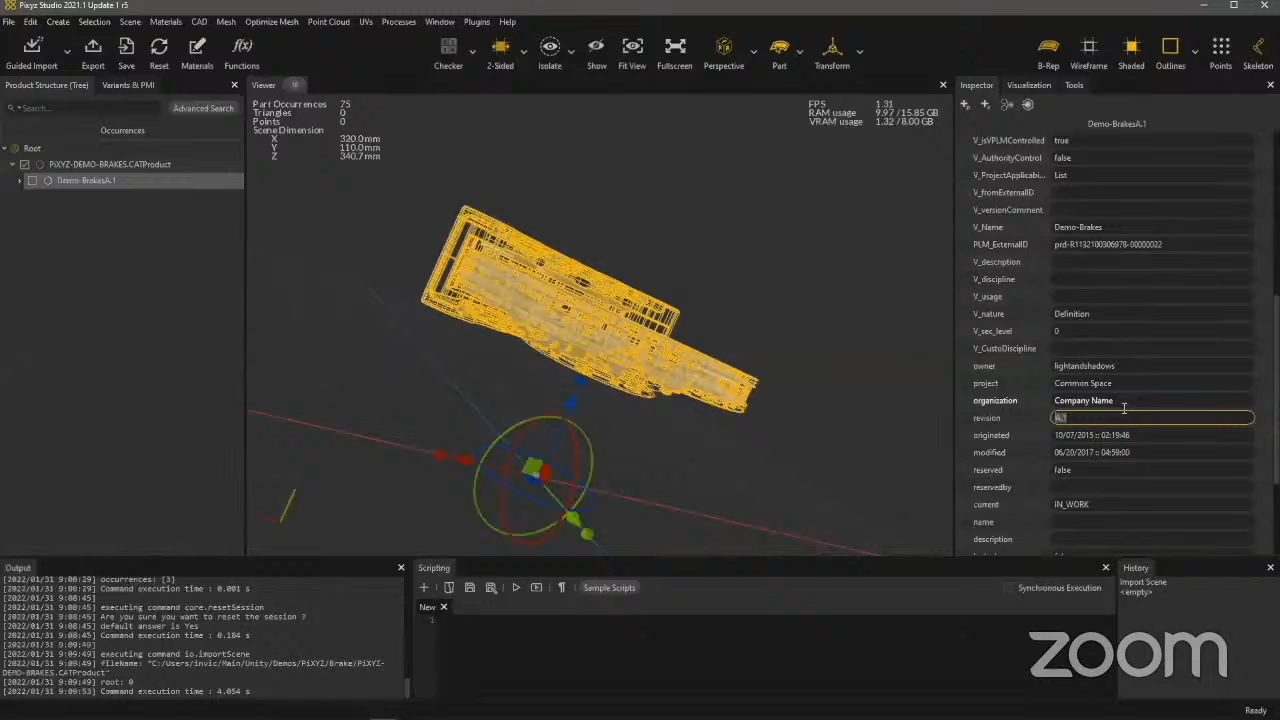 Pixyz Studio 2021.1 Update 1 r5
File Edit Create Selection Scene Materials CAD Mesh Optimize Mesh Point Cloud UVs Processes Window Plugins Help
Guided Import Export Save Reset Materials Functions Checker 2-Sided Isolate Show Fit View Fullscreen Perspective Part Transform B-Rep Wireframe Shaded Outlines Points Skeleton
f(x)
Product Structure (Tree) Variants & PMI
Search... Advanced Search
Occurrences
Root
PiXYZ-DEMO-BRAKES.CATProduct
Demo-BrakesA.1
Viewer
Part Occurrences 75
Triangles 0
Points 0
Scene Dimension
X 320.0mm
Y 110.0mm
Z 340.7mm
FPS 1.31
RAM usage 9.97 /15.85 GB
VRAM usage 1.32 /8.00 GB
Inspector Visualization Tools
Demo-BrakesA.1
V_isVPLMControlled true
V_AuthorityControl false
V_ProjectApplicabi... List
V_fromExternalID
V_versionComment
V_Name Demo-Brakes
PLM_ExternalID prd-R1132100306978-00000022
V_description
V_discipline
V_usage
V_nature Definition
V_sec_level 0
V_CustoDiscipline
owner lightandshadows
project Common Space
organization Company Name
revision A.1
originated 10/07/2015 :: 02:19:46
modified 06/20/2017 :: 04:59:00
reserved false
reservedby
current IN_WORK
name
description
Output
[2022/01/31 9:08:29] occurrences: [3]
[2022/01/31 9:08:29] Command execution time : 0.001 s
[2022/01/31 9:08:45]
[2022/01/31 9:08:45] executing command core.resetSession
[2022/01/31 9:08:45] Are you sure you want to reset the session ?
[2022/01/31 9:08:45] default answer is Yes
[2022/01/31 9:08:45] Command execution time : 0.184 s
[2022/01/31 9:09:49]
[2022/01/31 9:09:49] executing command io.importScene
[2022/01/31 9:09:49] fileName: "C:/Users/invic/Main/Unity/Demos/PiXYZ/Brake/PiXYZ-
DEMO-BRAKES.CATProduct"
[2022/01/31 9:09:49] root: 0
[2022/01/31 9:09:53] Command execution time : 4.054 s
Scripting
Sample Scripts Synchronous Execution
New
1
History
Import Scene
<empty>
zoom
Ready